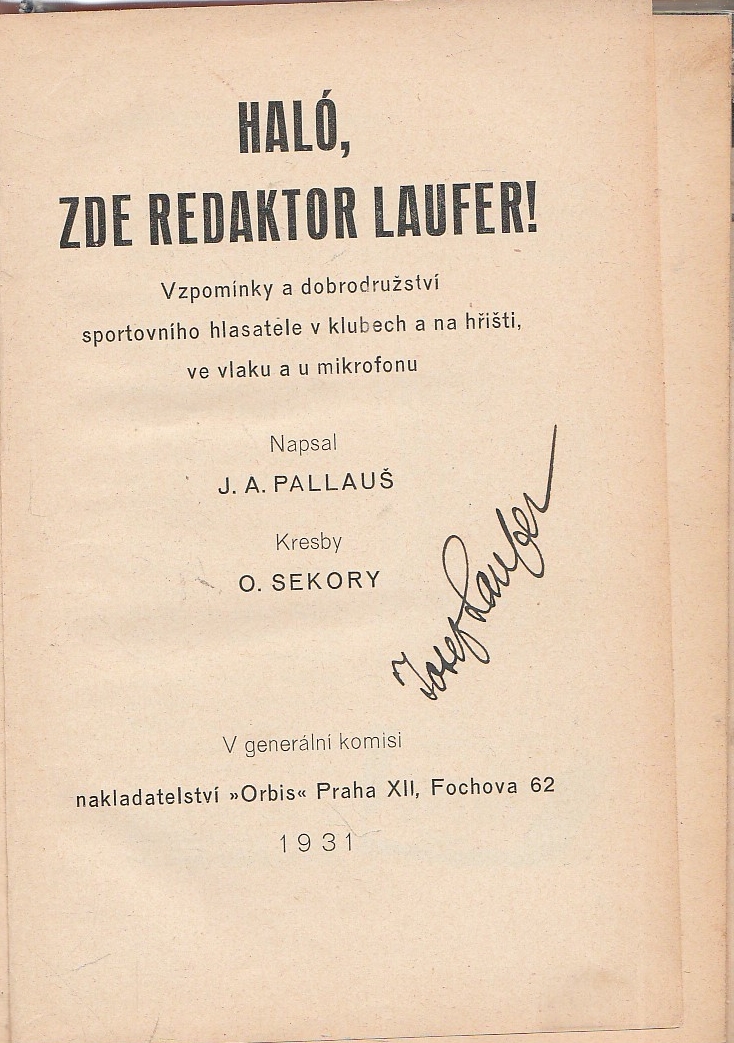 HALÓ,
ZDE REDAKTOR LAUFER!
Vzpomínky a dobrodružství
sportovního hlasatele v klubech a na hřišti,
ve vlaku a u mikrofonu
Napsal
J. A. PALLAUŠ
Kresby
O. SEKORY
Josef Laufer
V generální komisi
nakladatelství »Orbis« Praha XII, Fochova 62
1931